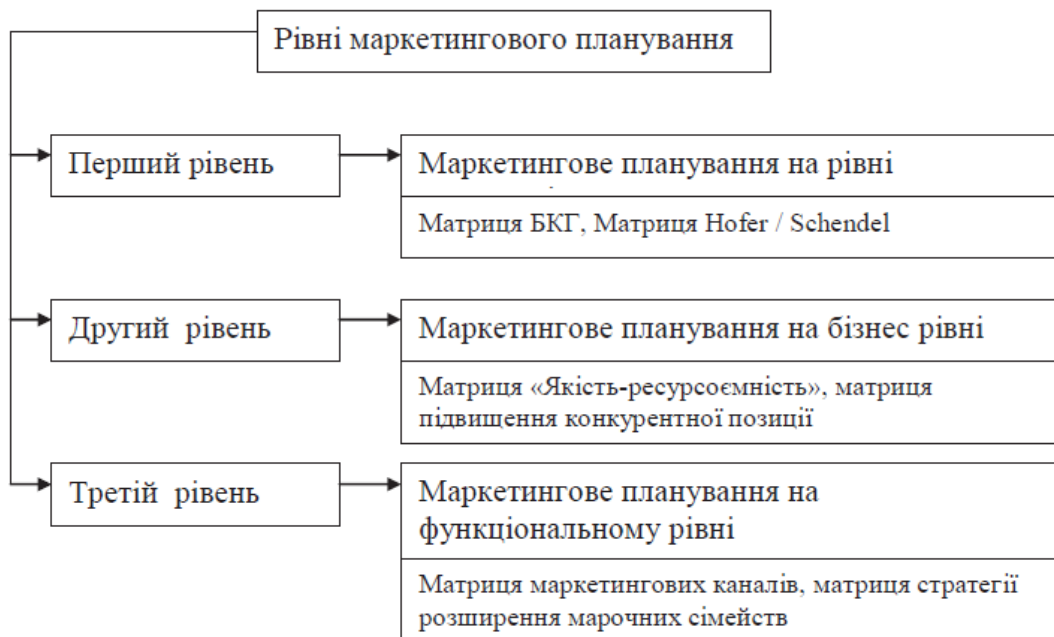 Рівні маркетингового планування
Перший рівень
Маркетингове планування на рівні
Матриця БКГ, Матриця Hofer / Schendel
Другий рівень
Маркетингове планування на бізнес рівні
Матриця «Якість-ресурсоємність», матриця
підвищення конкурентної позиції
Третій рівень
Маркетингове планування на
функціональному рівні
Матриця маркетингових каналів, матриця стратегії
розширення марочних сімейств